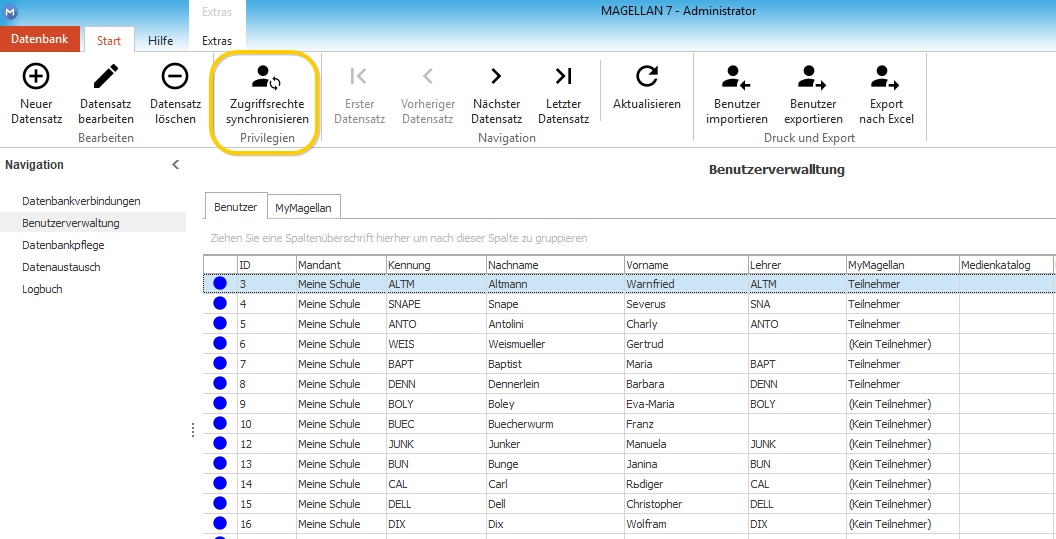 M
Extras
MAGELLAN 7 - Administrator
Datenbank Start Hilfe Extras
Neuer Datensatz
Datensatz bearbeiten
Datensatz löschen
Bearbeiten
Zugriffsrechte synchronisieren
Privilegien
Erster Datensatz
Vorheriger Datensatz
Nächster Datensatz
Letzter Datensatz
Aktualisieren
Navigation
Benutzer importieren
Benutzer exportieren
Export nach Excel
Druck und Export
Navigation
Datenbankverbindungen
Benutzerverwaltung
Datenbankpflege
Datenaustausch
Logbuch
Benutzerverwalltung
Benutzer MyMagellan
Ziehen Sie eine Spaltenüberschrift hierher um nach dieser Spalte zu gruppieren
ID Mandant Kennung Nachname Vorname Lehrer MyMagellan Medienkatalog
3 Meine Schule ALTM Altmann Warnfried ALTM Teilnehmer
4 Meine Schule SNAPE Snape Severus SNA Teilnehmer
5 Meine Schule ANTO Antolini Charly ANTO Teilnehmer
6 Meine Schule WEIS Weismueller Gertrud (Kein Teilnehmer)
7 Meine Schule BAPT Baptist Maria BAPT Teilnehmer
8 Meine Schule DENN Dennerlein Barbara DENN Teilnehmer
9 Meine Schule BOLY Boley Eva-Maria BOLY (Kein Teilnehmer)
10 Meine Schule BUEC Buecherwurm Franz (Kein Teilnehmer)
12 Meine Schule JUNK Junker Manuela JUNK (Kein Teilnehmer)
13 Meine Schule BUN Bunge Janina BUN (Kein Teilnehmer)
14 Meine Schule CAL Carl Rьdiger CAL (Kein Teilnehmer)
15 Meine Schule DELL Dell Christopher DELL (Kein Teilnehmer)
16 Meine Schule DIX Dix Wolfram DIX (Kein Teilnehmer)